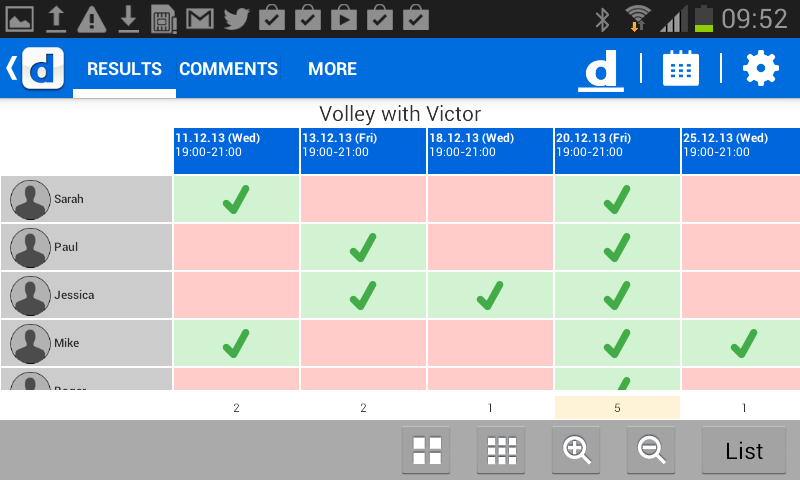 09:52
d RESULTS COMMENTS MORE d
Volley with Victor
11.12.13 (Wed) 13.12.13 (Fri) 18.12.13 (Wed) 20.12.13 (Fri) 25.12.13 (Wed)
19:00-21:00 19:00-21:00 19:00-21:00 19:00-21:00 19:00-21:00
Sarah
Paul
Jessica
Mike
2 2 1 5 1
List